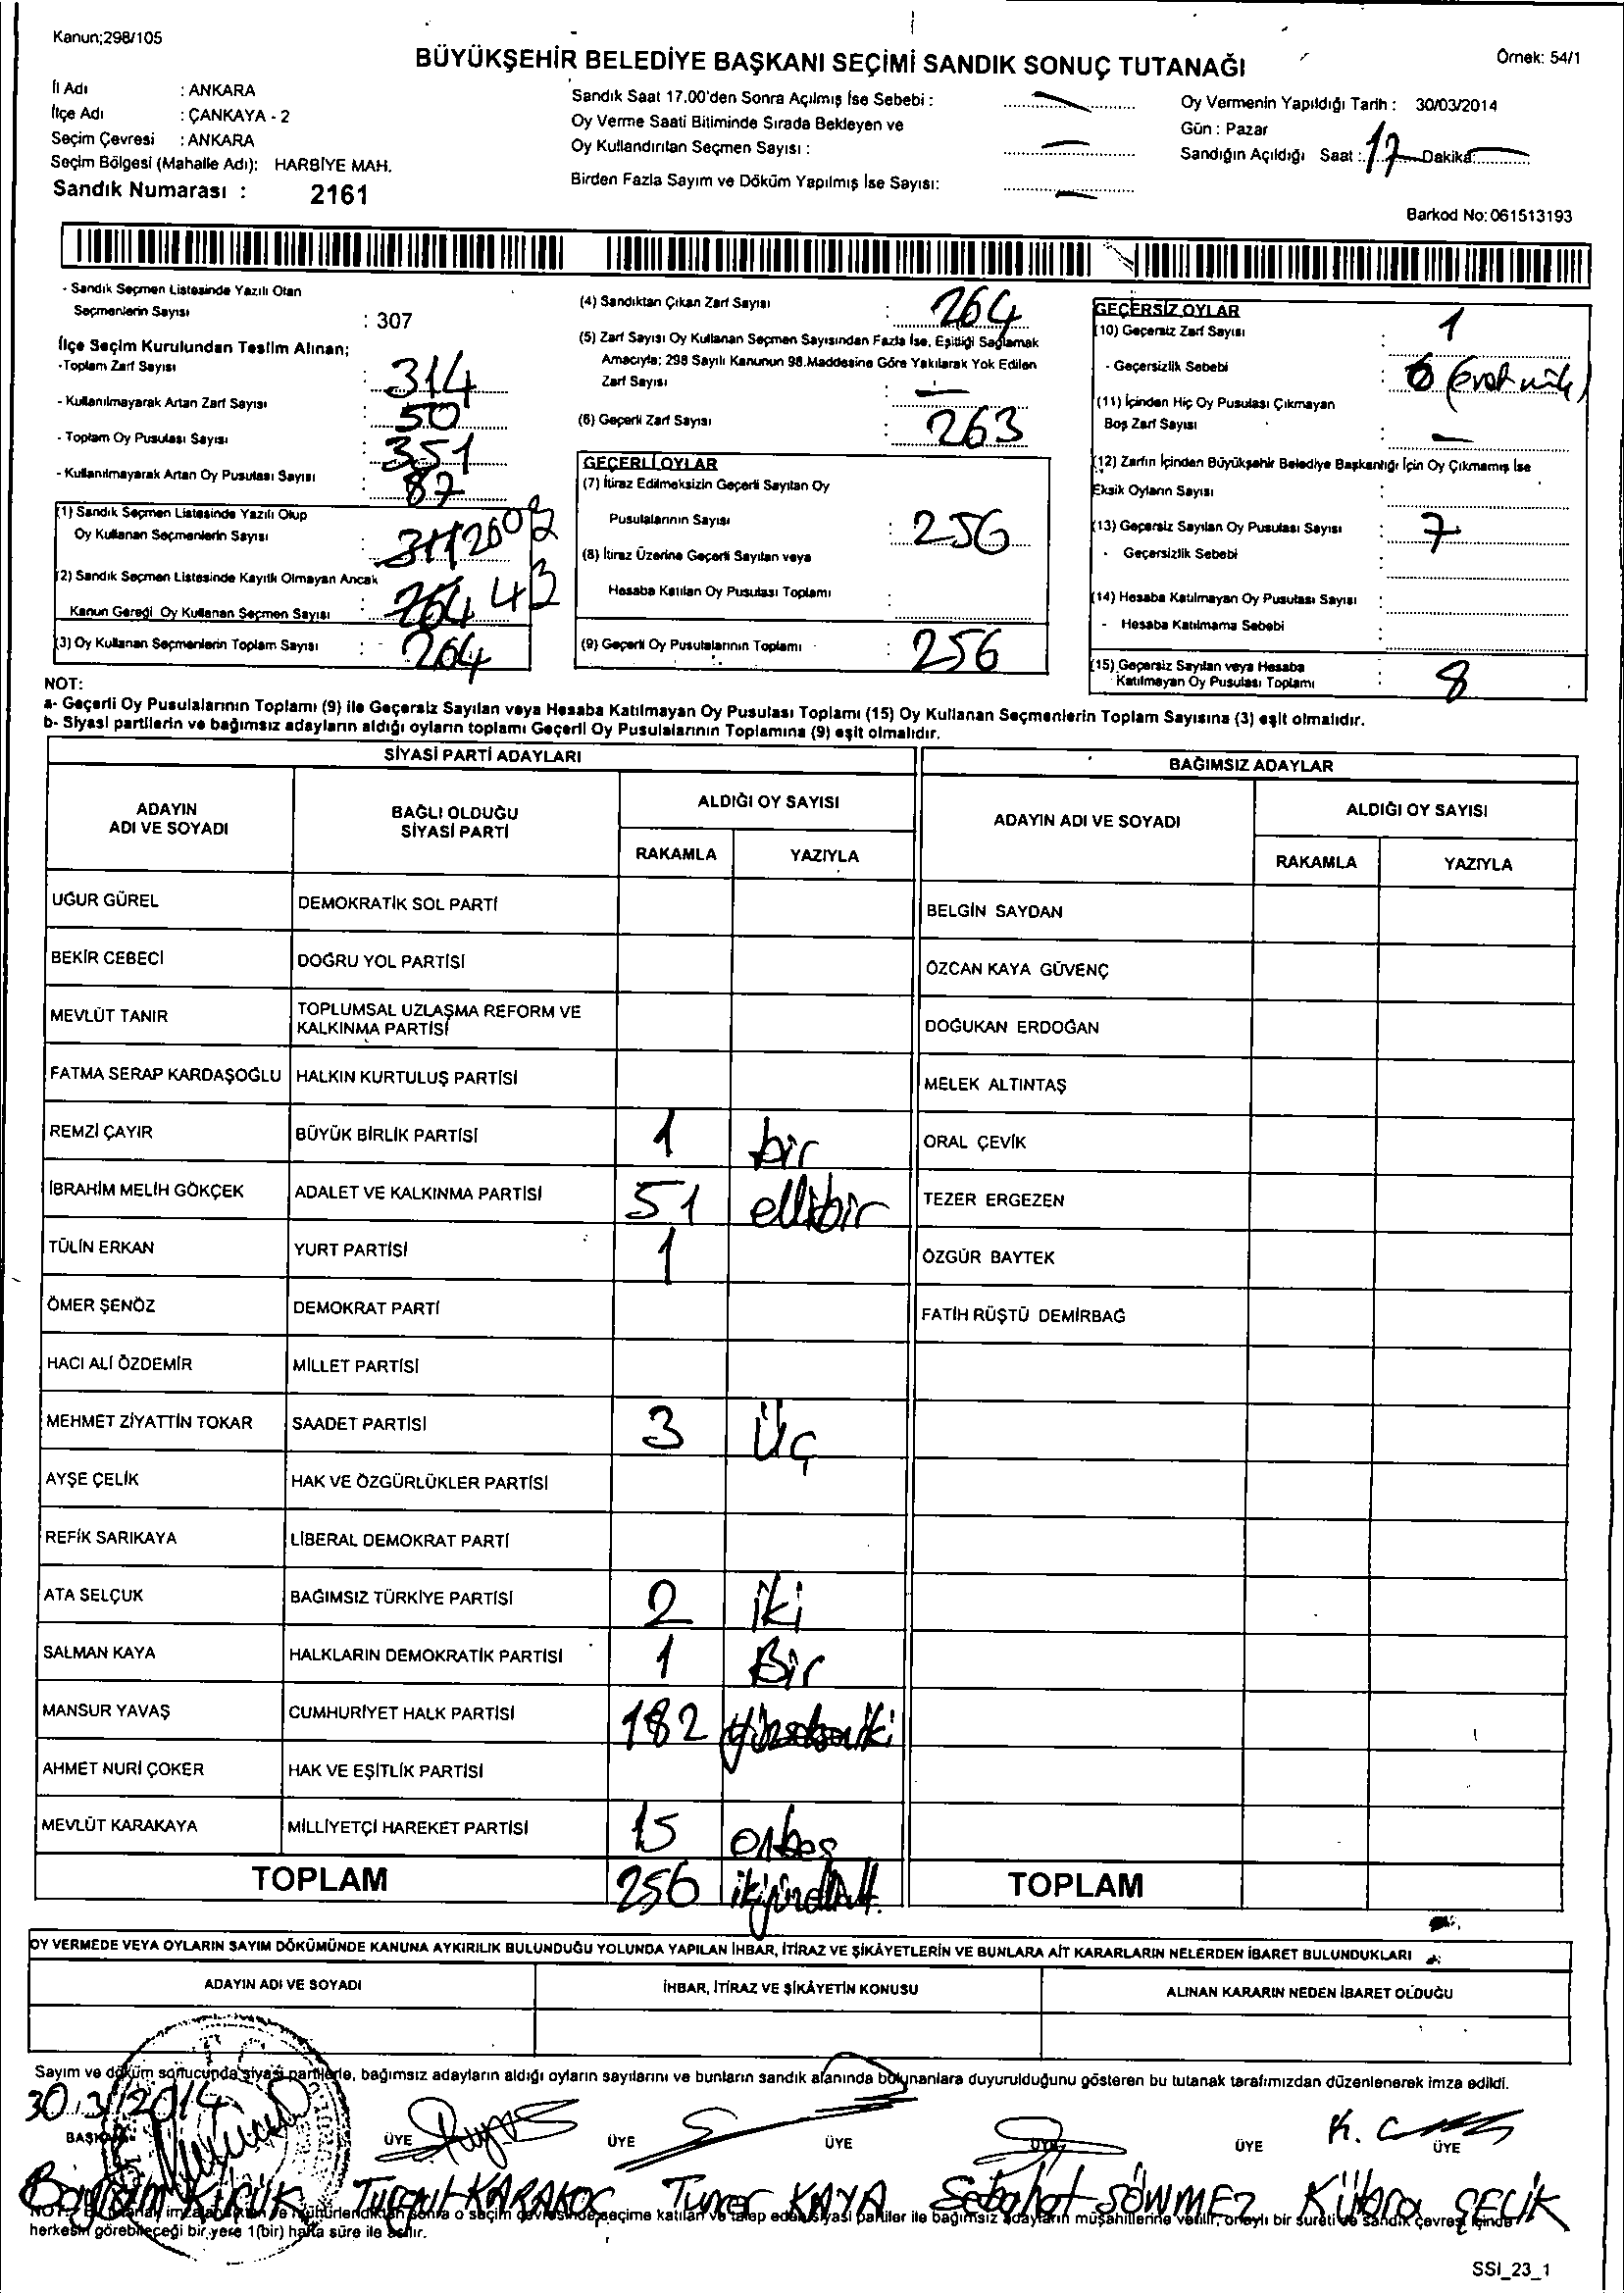 Kanun;298/105
BÜYÜKŞEHİR BELEDİYE BAŞKANI SEÇİMİ SANDIK SONUÇ TUTANAĞI
Örnek: 54/1
İl Adı : ANKARA
İlçe Adı : ÇANKAYA - 2
Seçim Çevresi : ANKARA
Seçim Bölgesi (Mahalle Adı): HARBİYE MAH.
Sandık Numarası : 2161
Sandık Saat 17.00'den Sonra Açılmış İse Sebebi :
Oy Verme Saati Bitiminde Sırada Bekleyen ve
Oy Kullandırılan Seçmen Sayısı :
Birden Fazla Sayım ve Döküm Yapılmış İse Sayısı:
Oy Vermenin Yapıldığı Tarih : 30/03/2014
Gün : Pazar
Sandığın Açıldığı Saat : 17 Dakika:
Barkod No: 061513193
- Sandık Seçmen Listesinde Yazılı Olan
Seçmenlerin Sayısı : 307
İlçe Seçim Kurulundan Teslim Alınan;
-Toplam Zarf Sayısı : 314
- Kullanılmayarak Artan Zarf Sayısı : 50
- Toplam Oy Pusulası Sayısı : 351
- Kullanılmayarak Artan Oy Pusulası Sayısı : 87
(1) Sandık Seçmen Listesinde Yazılı Olup
Oy Kullanan Seçmenlerin Sayısı : 260
(2) Sandık Seçmen Listesinde Kayıtlı Olmayan Ancak
Kanun Gereği Oy Kullanan Seçmen Sayısı : 264 4
(3) Oy Kullanan Seçmenlerin Toplam Sayısı : 264
(4) Sandıktan Çıkan Zarf Sayısı : 264
(5) Zarf Sayısı Oy Kullanan Seçmen Sayısından Fazla İse, Eşitliği Sağlamak
Amacıyla; 298 Sayılı Kanunun 98.Maddesine Göre Yakılarak Yok Edilen
Zarf Sayısı : —
(6) Geçerli Zarf Sayısı : 263
GEÇERLİ OYLAR
(7) İtiraz Edilmeksizin Geçerli Sayılan Oy
Pusulalarının Sayısı : 256
(8) İtiraz Üzerine Geçerli Sayılan veya
Hesaba Katılan Oy Pusulası Toplamı :
(9) Geçerli Oy Pusulalarının Toplamı : 256
GEÇERSİZ OYLAR
(10) Geçersiz Zarf Sayısı : 1
- Geçersizlik Sebebi :
(11) İçinden Hiç Oy Pusulası Çıkmayan
Boş Zarf Sayısı : —
(12) Zarfın İçinden Büyükşehir Belediye Başkanlığı İçin Oy Çıkmamış İse
Eksik Oyların Sayısı :
(13) Geçersiz Sayılan Oy Pusulası Sayısı : 7
- Geçersizlik Sebebi
(14) Hesaba Katılmayan Oy Pusulası Sayısı :
- Hesaba Katılmama Sebebi :
(15) Geçersiz Sayılan veya Hesaba
Katılmayan Oy Pusulası Toplamı : 8
NOT:
a- Geçerli Oy Pusulalarının Toplamı (9) ile Geçersiz Sayılan veya Hesaba Katılmayan Oy Pusulası Toplamı (15) Oy Kullanan Seçmenlerin Toplam Sayısına (3) eşit olmalıdır.
b- Siyasi partilerin ve bağımsız adayların aldığı oyların toplamı Geçerli Oy Pusulalarının Toplamına (9) eşit olmalıdır.
SİYASİ PARTİ ADAYLARI
BAĞIMSIZ ADAYLAR
ADAYIN ADI VE SOYADI
BAĞLI OLDUĞU SİYASİ PARTİ
ALDIĞI OY SAYISI
RAKAMLA YAZIYLA
ADAYIN ADI VE SOYADI
ALDIĞI OY SAYISI
RAKAMLA YAZIYLA
UĞUR GÜREL DEMOKRATİK SOL PARTİ BELGİN SAYDAN
BEKİR CEBECİ DOĞRU YOL PARTİSİ ÖZCAN KAYA GÜVENÇ
MEVLÜT TANIR TOPLUMSAL UZLAŞMA REFORM VE KALKINMA PARTİSİ DOĞUKAN ERDOĞAN
FATMA SERAP KARDAŞOĞLU HALKIN KURTULUŞ PARTİSİ MELEK ALTINTAŞ
REMZİ ÇAYIR BÜYÜK BİRLİK PARTİSİ 1 bir ORAL ÇEVİK
İBRAHİM MELİH GÖKÇEK ADALET VE KALKINMA PARTİSİ 51 ellibir TEZER ERGEZEN
TÜLİN ERKAN YURT PARTİSİ 1 ÖZGÜR BAYTEK
ÖMER ŞENÖZ DEMOKRAT PARTİ FATİH RÜŞTÜ DEMİRBAĞ
HACI ALİ ÖZDEMİR MİLLET PARTİSİ
MEHMET ZİYATTİN TOKAR SAADET PARTİSİ 3 Üç
AYŞE ÇELİK HAK VE ÖZGÜRLÜKLER PARTİSİ
REFİK SARIKAYA LİBERAL DEMOKRAT PARTİ
ATA SELÇUK BAĞIMSIZ TÜRKİYE PARTİSİ 2 iki
SALMAN KAYA HALKLARIN DEMOKRATİK PARTİSİ 1 Bir
MANSUR YAVAŞ CUMHURİYET HALK PARTİSİ 182 yüzsekseniki
AHMET NURİ ÇOKER HAK VE EŞİTLİK PARTİSİ
MEVLÜT KARAKAYA MİLLİYETÇİ HAREKET PARTİSİ 15 onbeş
TOPLAM 256 ikiyüzellialtı. TOPLAM
OY VERMEDE VEYA OYLARIN SAYIM DÖKÜMÜNDE KANUNA AYKIRILIK BULUNDUĞU YOLUNDA YAPILAN İHBAR, İTİRAZ VE ŞİKÂYETLERİN VE BUNLARA AİT KARARLARIN NELERDEN İBARET BULUNDUKLARI
ADAYIN ADI VE SOYADI İHBAR, İTİRAZ VE ŞİKÂYETİN KONUSU ALINAN KARARIN NEDEN İBARET OLDUĞU
Sayım ve döküm sonucunda siyasi partilerle, bağımsız adayların aldığı oyların sayılarını ve bunların sandık alanında bulunanlara duyurulduğunu gösteren bu tutanak tarafımızdan düzenlenerek imza edildi.
30.3/2014
BAŞKAN ÜYE ÜYE ÜYE ÜYE ÜYE ÜYE
TURGUT KARAKOÇ Tuncer KAYA Sebahat SÖNMEZ Kübra ÇELİK
NOT: Bu tutanak imzalanıp ve mühürlendikten sonra o seçim çevresinde seçime katılan ve talep eden siyasi partiler ile bağımsız adayların müşahitlerine verilir, onaylı bir sureti de sandık çevresi içinde
herkesin görebileceği bir yere 1(bir) hafta süre ile asılır.
SSI_23_1